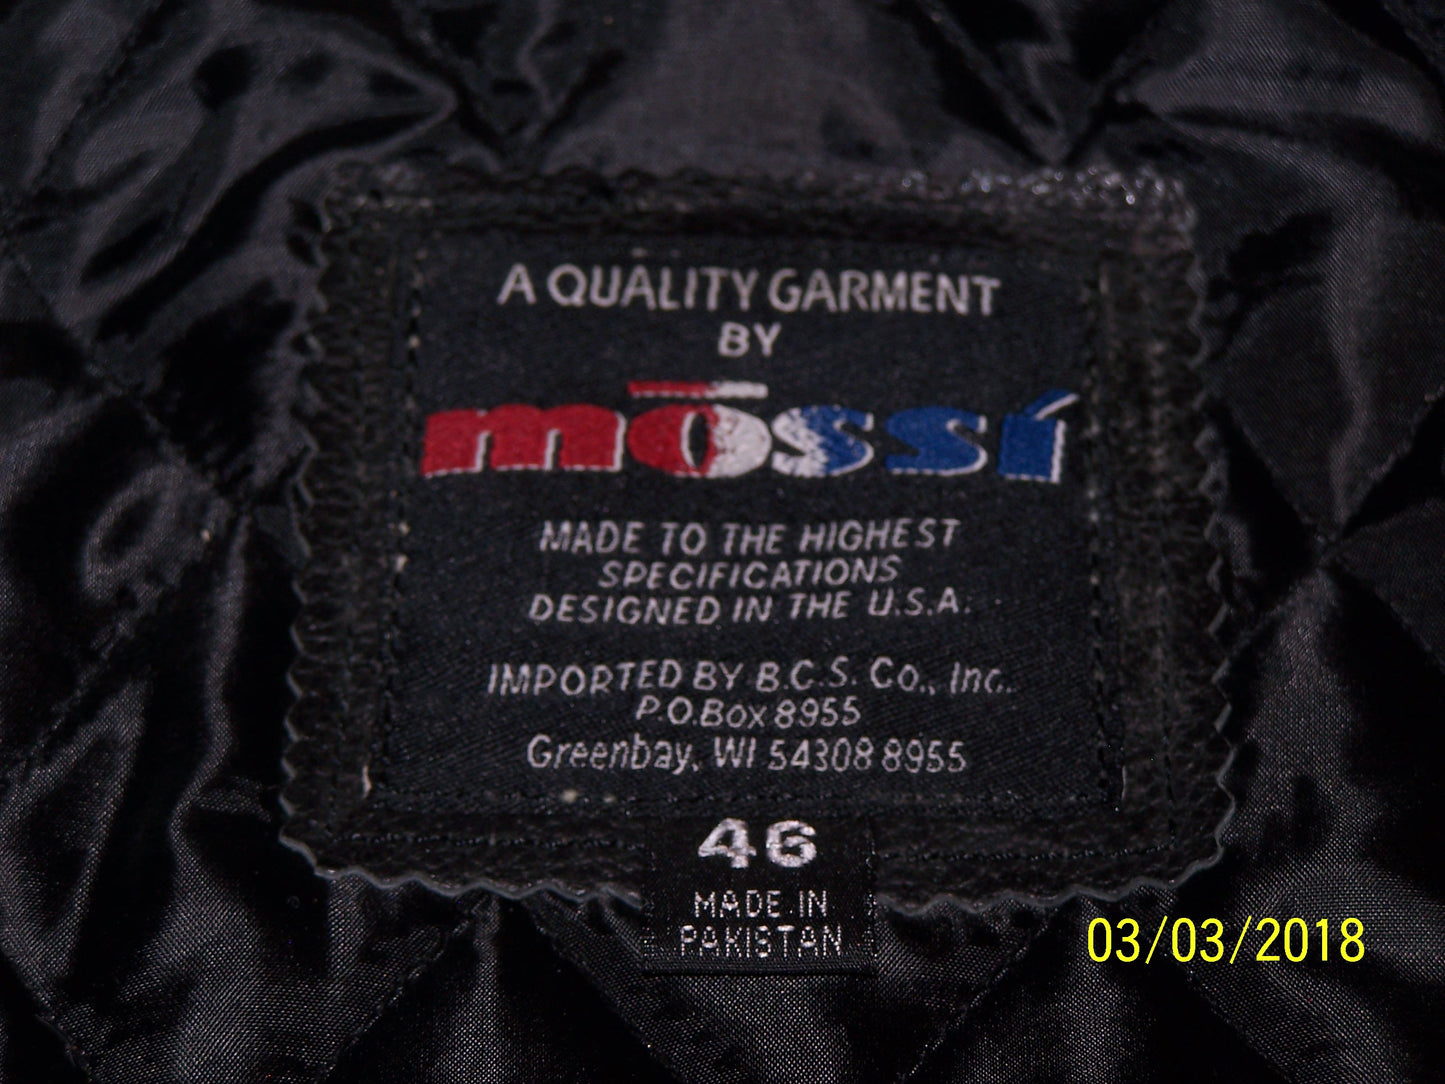 A QUALITY GARMENT
BY
mōssí
MADE TO THE HIGHEST
SPECIFICATIONS
DESIGNED IN THE U.S.A.
IMPORTED BY B.C.S. Co., Inc.
P.O.Box 8955
Greenbay, WI 54308 8955
46
MADE IN
PAKISTAN
03/03/2018